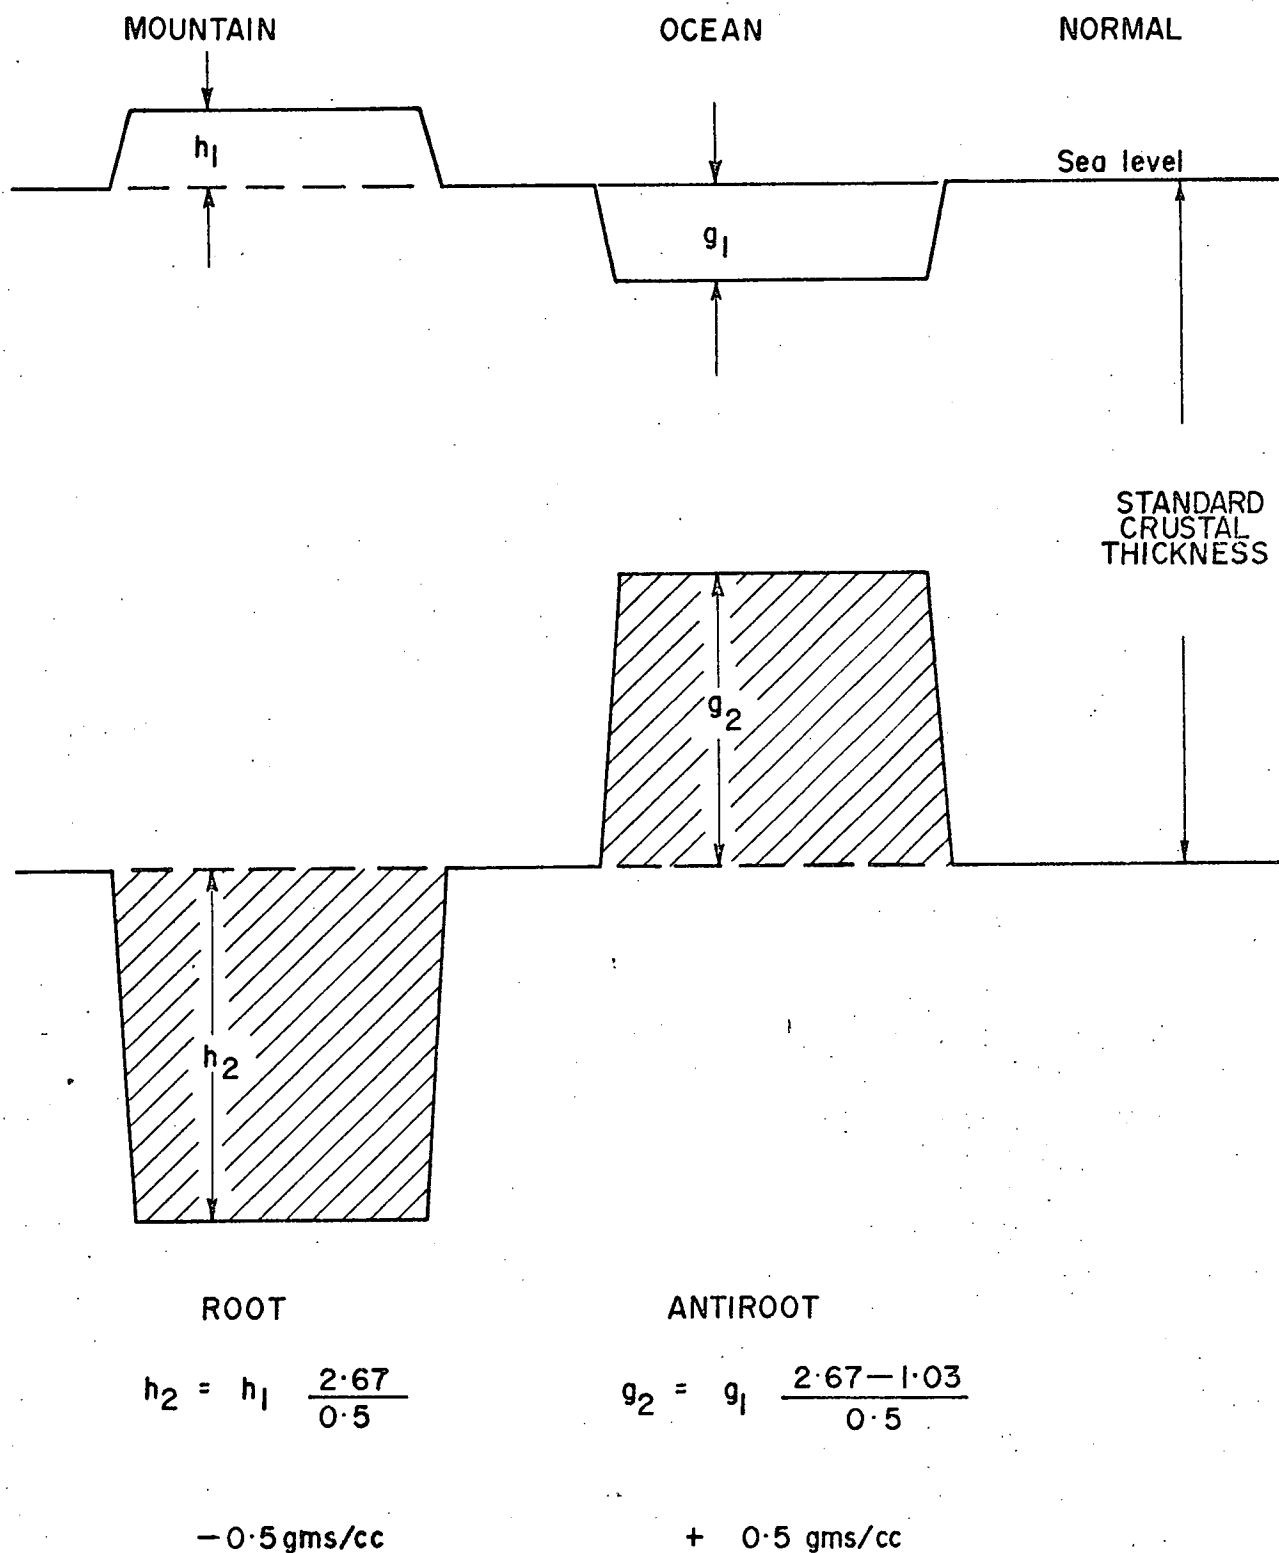 MOUNTAIN OCEAN NORMAL
h₁
Sea level
g₁
STANDARD
CRUSTAL
THICKNESS
g₂
h₂
ROOT ANTIROOT
h₂ = h₁ 2·67 / 0·5
g₂ = g₁ 2·67–1·03 / 0·5
–0·5 gms/cc + 0·5 gms/cc